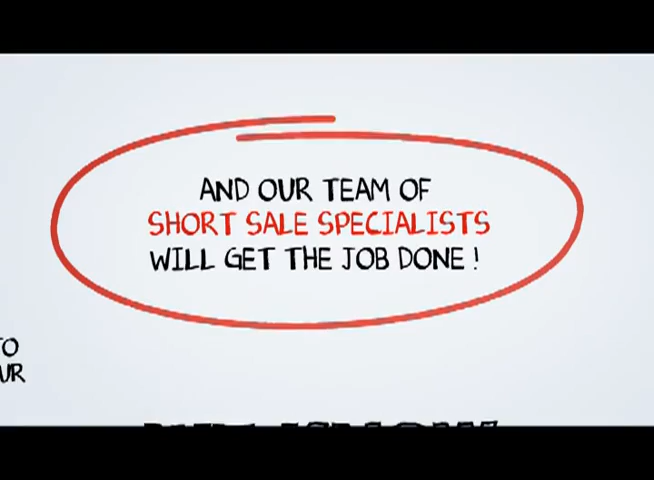 AND OUR TEAM OF
SHORT SALE SPECIALISTS
WILL GET THE JOB DONE !